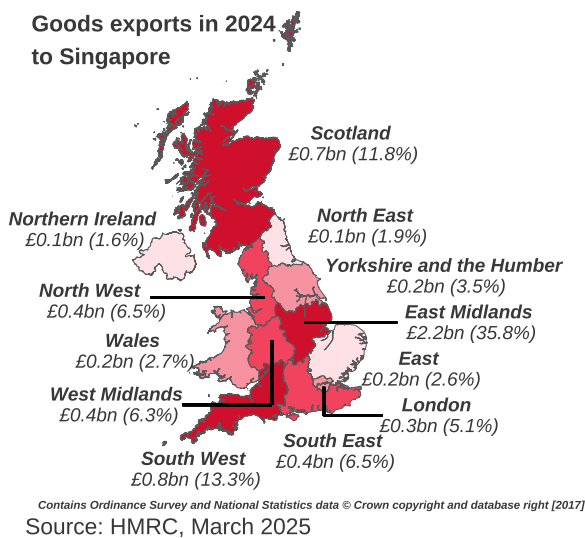 Goods exports in 2024
to Singapore
Scotland
£0.7bn (11.8%)
Northern Ireland
£0.1bn (1.6%)
North East
£0.1bn (1.9%)
Yorkshire and the Humber
£0.2bn (3.5%)
North West
£0.4bn (6.5%)
East Midlands
£2.2bn (35.8%)
Wales
£0.2bn (2.7%)
East
£0.2bn (2.6%)
West Midlands
£0.4bn (6.3%)
London
£0.3bn (5.1%)
South East
£0.4bn (6.5%)
South West
£0.8bn (13.3%)
Contains Ordinance Survey and National Statistics data © Crown copyright and database right [2017]
Source: HMRC, March 2025